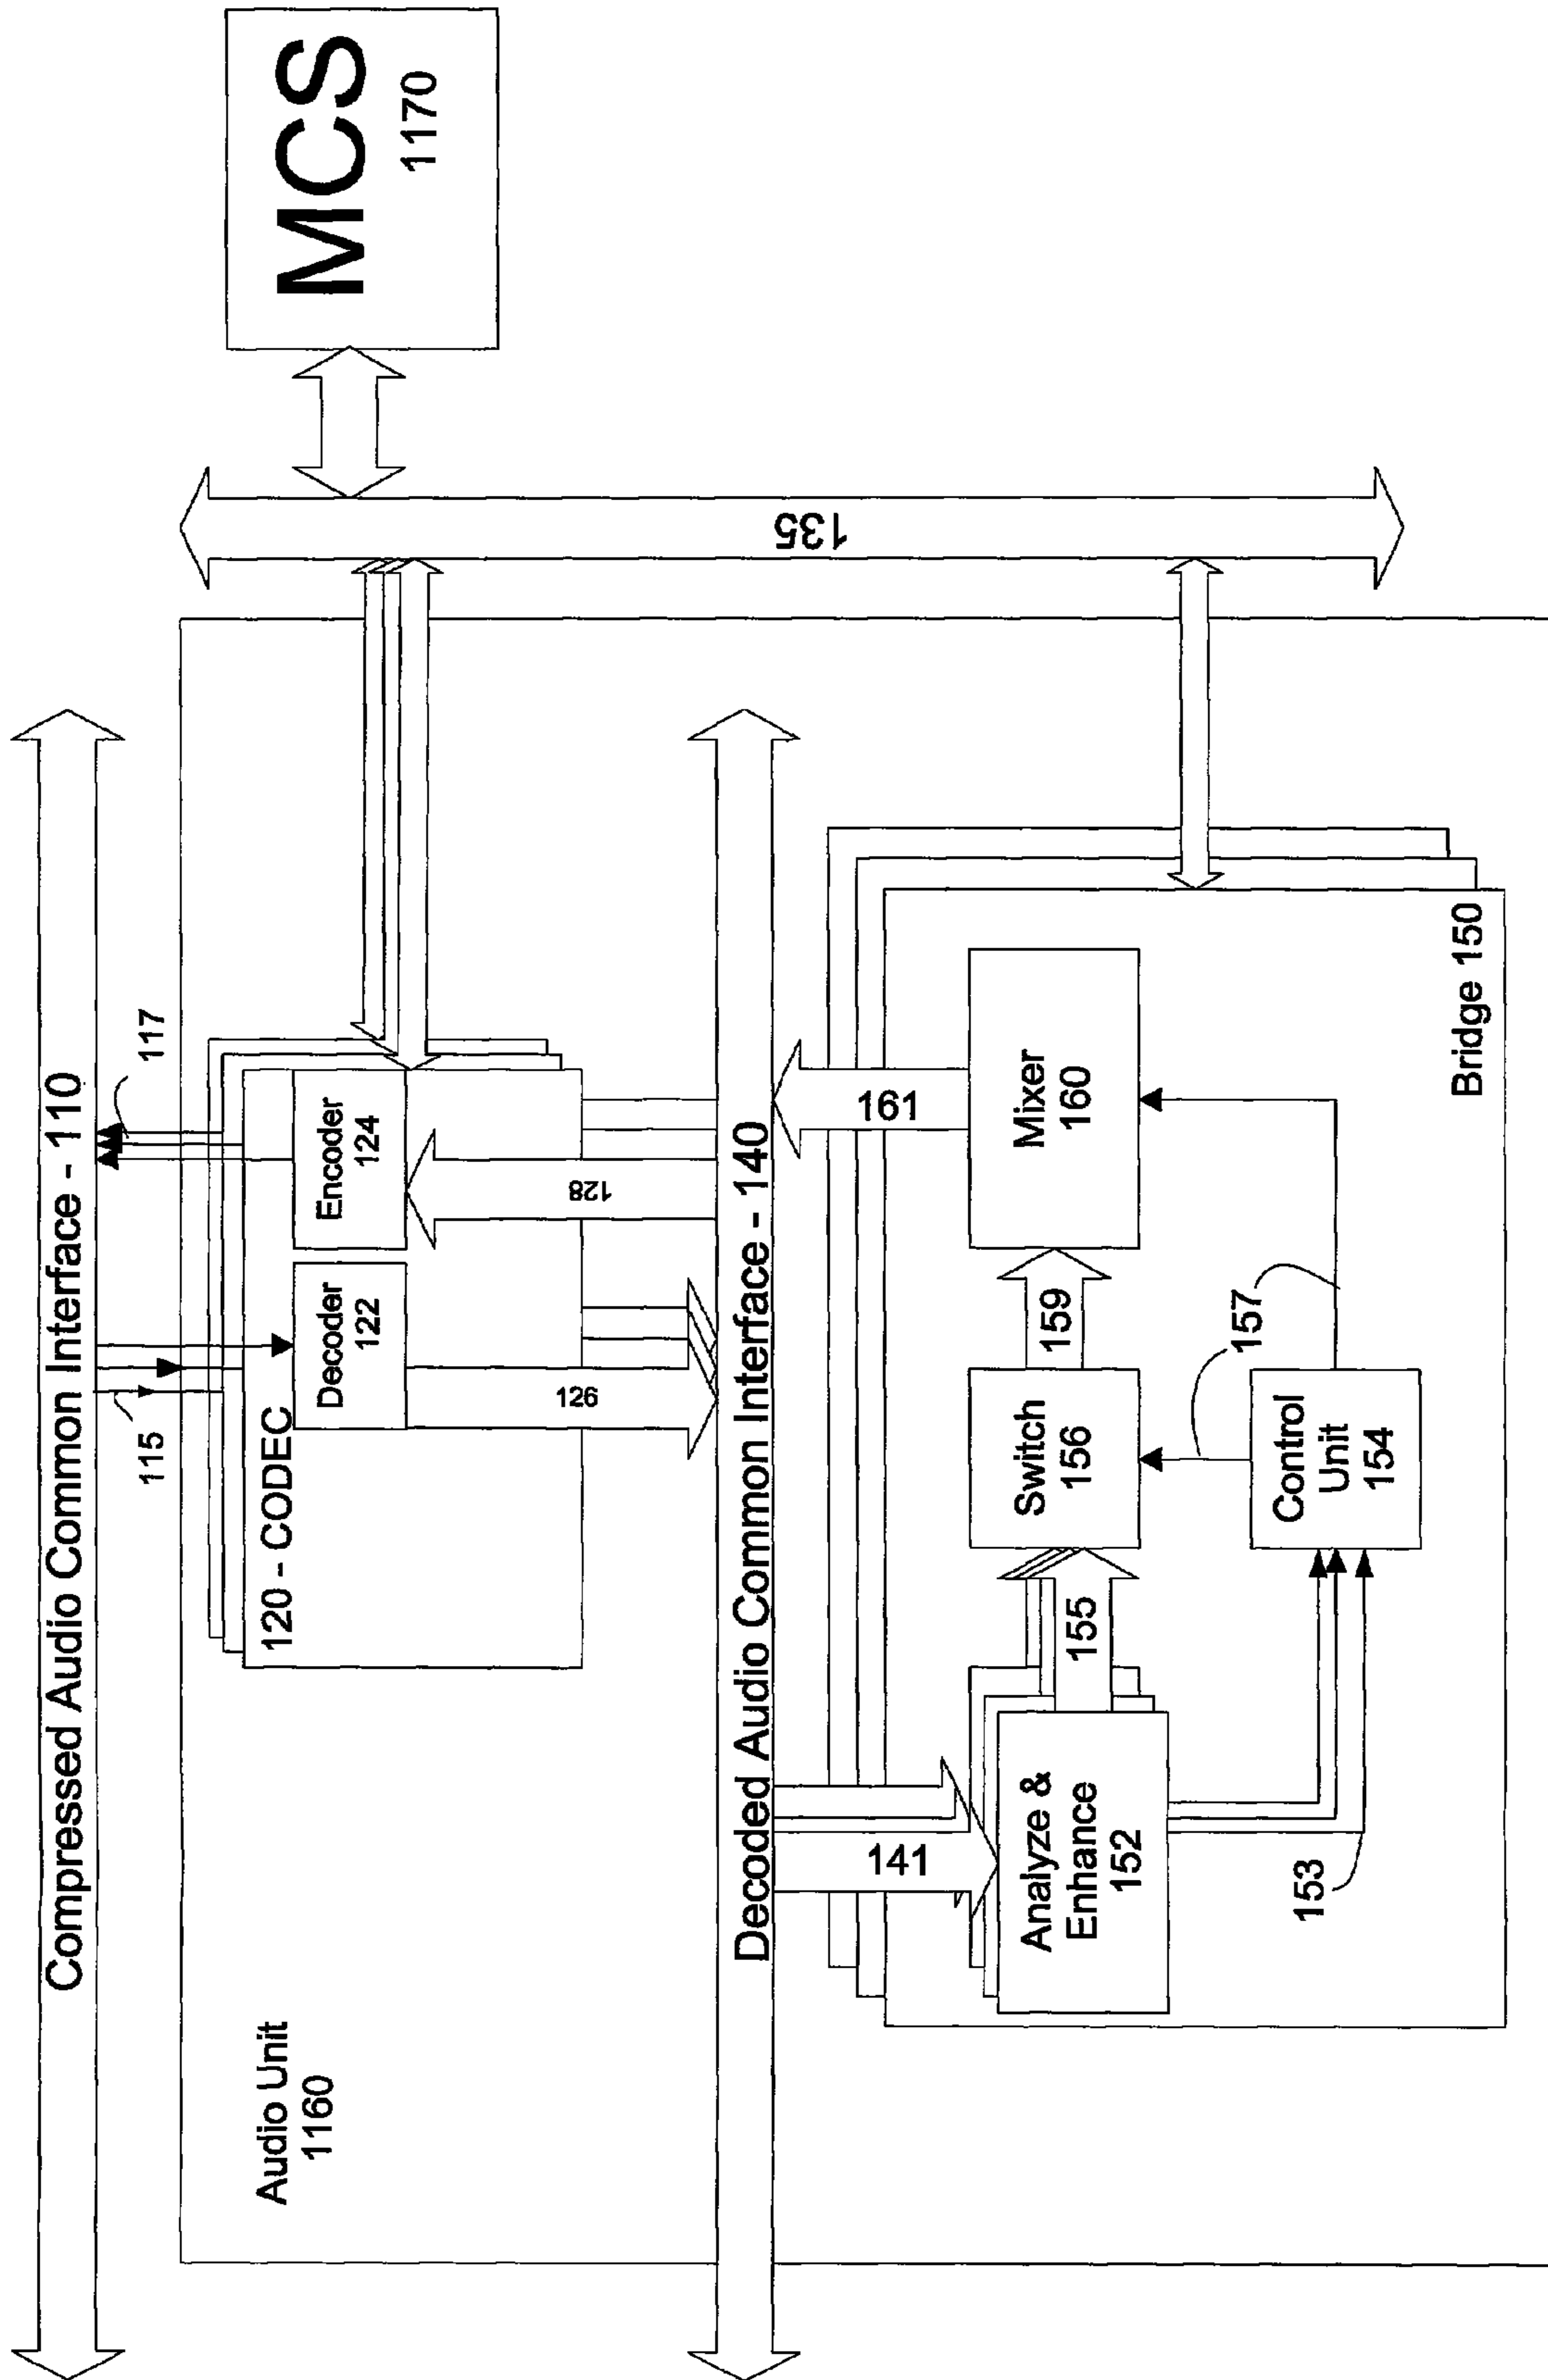 Compressed Audio Common Interface - 110
115
117
Audio Unit
1160
120 - CODEC
Decoder
122
Encoder
124
126
128
MCS
1170
135
Decoded Audio Common Interface - 140
141
161
Analyze &
Enhance
152
155
Switch
156
159
Mixer
160
153
Control
Unit
154
157
Bridge 150